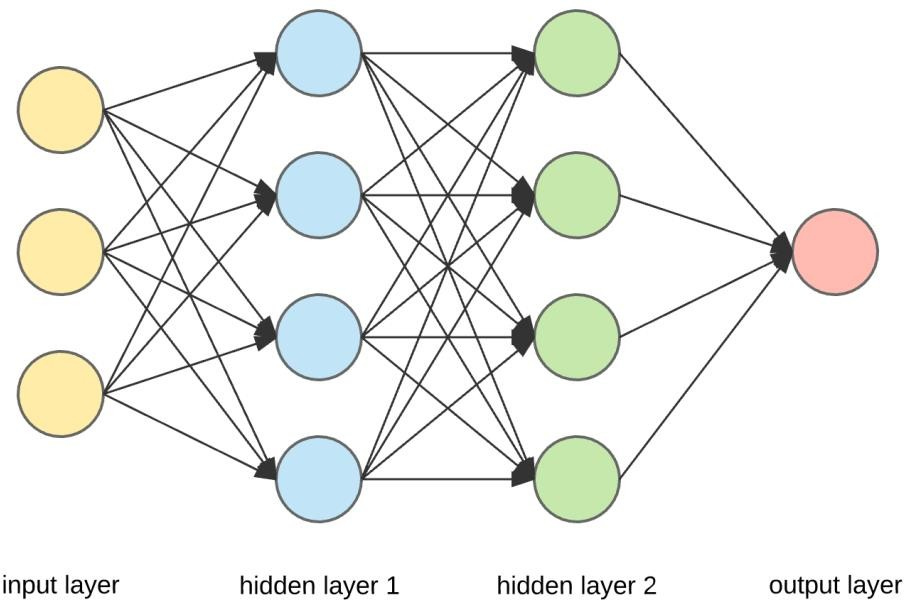 input layer
hidden layer 1
hidden layer 2
output layer